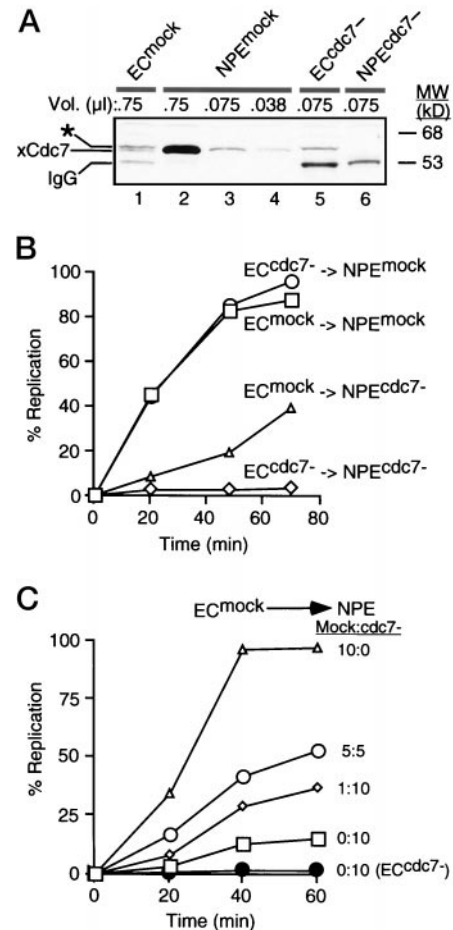 A
ECmock
NPEmock
ECcdc7–
NPEcdc7–
Vol. (µl): .75 .75 .075 .038 .075 .075
MW (kD)
*
xCdc7
IgG
68
53
1 2 3 4 5 6
B
100
80
60
40
20
0
% Replication
ECcdc7- -> NPEmock
ECmock -> NPEmock
ECmock -> NPEcdc7-
ECcdc7- -> NPEcdc7-
0 20 40 60 80
Time (min)
C
ECmock NPE
Mock:cdc7-
100
75
50
25
0
% Replication
10:0
5:5
1:10
0:10
0:10 (ECcdc7-)
0 20 40 60
Time (min)